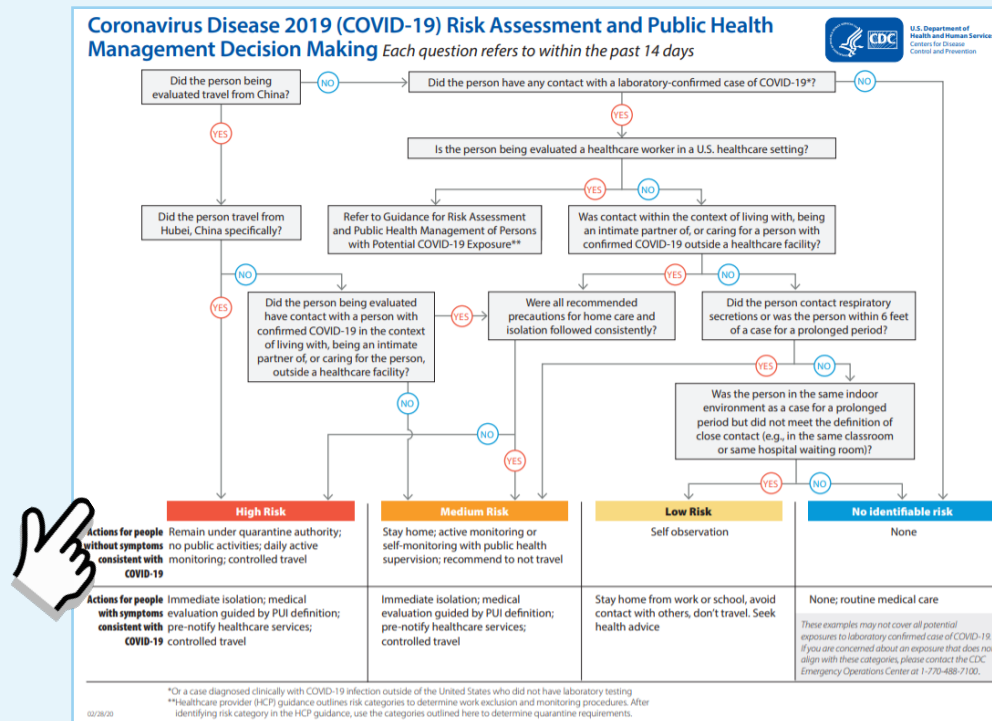 Coronavirus Disease 2019 (COVID-19) Risk Assessment and Public Health
Management Decision Making Each question refers to within the past 14 days
CDC
U.S. Department of
Health and Human Services
Centers for Disease
Control and Prevention
Did the person being
evaluated travel from China?
NO
Did the person have any contact with a laboratory-confirmed case of COVID-19*?
NO
YES
YES
Is the person being evaluated a healthcare worker in a U.S. healthcare setting?
YES
NO
Did the person travel from
Hubei, China specifically?
Refer to Guidance for Risk Assessment
and Public Health Management of Persons
with Potential COVID-19 Exposure**
Was contact within the context of living with, being
an intimate partner of, or caring for a person with
confirmed COVID-19 outside a healthcare facility?
NO
YES
NO
YES
Did the person being evaluated
have contact with a person with
confirmed COVID-19 in the context
of living with, being an intimate
partner of, or caring for the person,
outside a healthcare facility?
YES
Were all recommended
precautions for home care and
isolation followed consistently?
Did the person contact respiratory
secretions or was the person within 6 feet
of a case for a prolonged period?
YES
NO
NO
Was the person in the same indoor
environment as a case for a prolonged
period but did not meet the definition of
close contact (e.g., in the same classroom
or same hospital waiting room)?
NO
YES
YES
NO
High Risk
Medium Risk
Low Risk
No identifiable risk
Actions for people
without symptoms
consistent with
COVID-19
Remain under quarantine authority;
no public activities; daily active
monitoring; controlled travel
Stay home; active monitoring or
self-monitoring with public health
supervision; recommend to not travel
Self observation
None
Actions for people
with symptoms
consistent with
COVID-19
Immediate isolation; medical
evaluation guided by PUI definition;
pre-notify healthcare services;
controlled travel
Immediate isolation; medical
evaluation guided by PUI definition;
pre-notify healthcare services;
controlled travel
Stay home from work or school, avoid
contact with others, don't travel. Seek
health advice
None; routine medical care
These examples may not cover all potential
exposures to laboratory confirmed case of COVID-19.
If you are concerned about an exposure that does not
align with these categories, please contact the CDC
Emergency Operations Center at 1-770-488-7100.
*Or a case diagnosed clinically with COVID-19 infection outside of the United States who did not have laboratory testing
**Healthcare provider (HCP) guidance outlines risk categories to determine work exclusion and monitoring procedures. After
identifying risk category in the HCP guidance, use the categories outlined here to determine quarantine requirements.
02/28/20